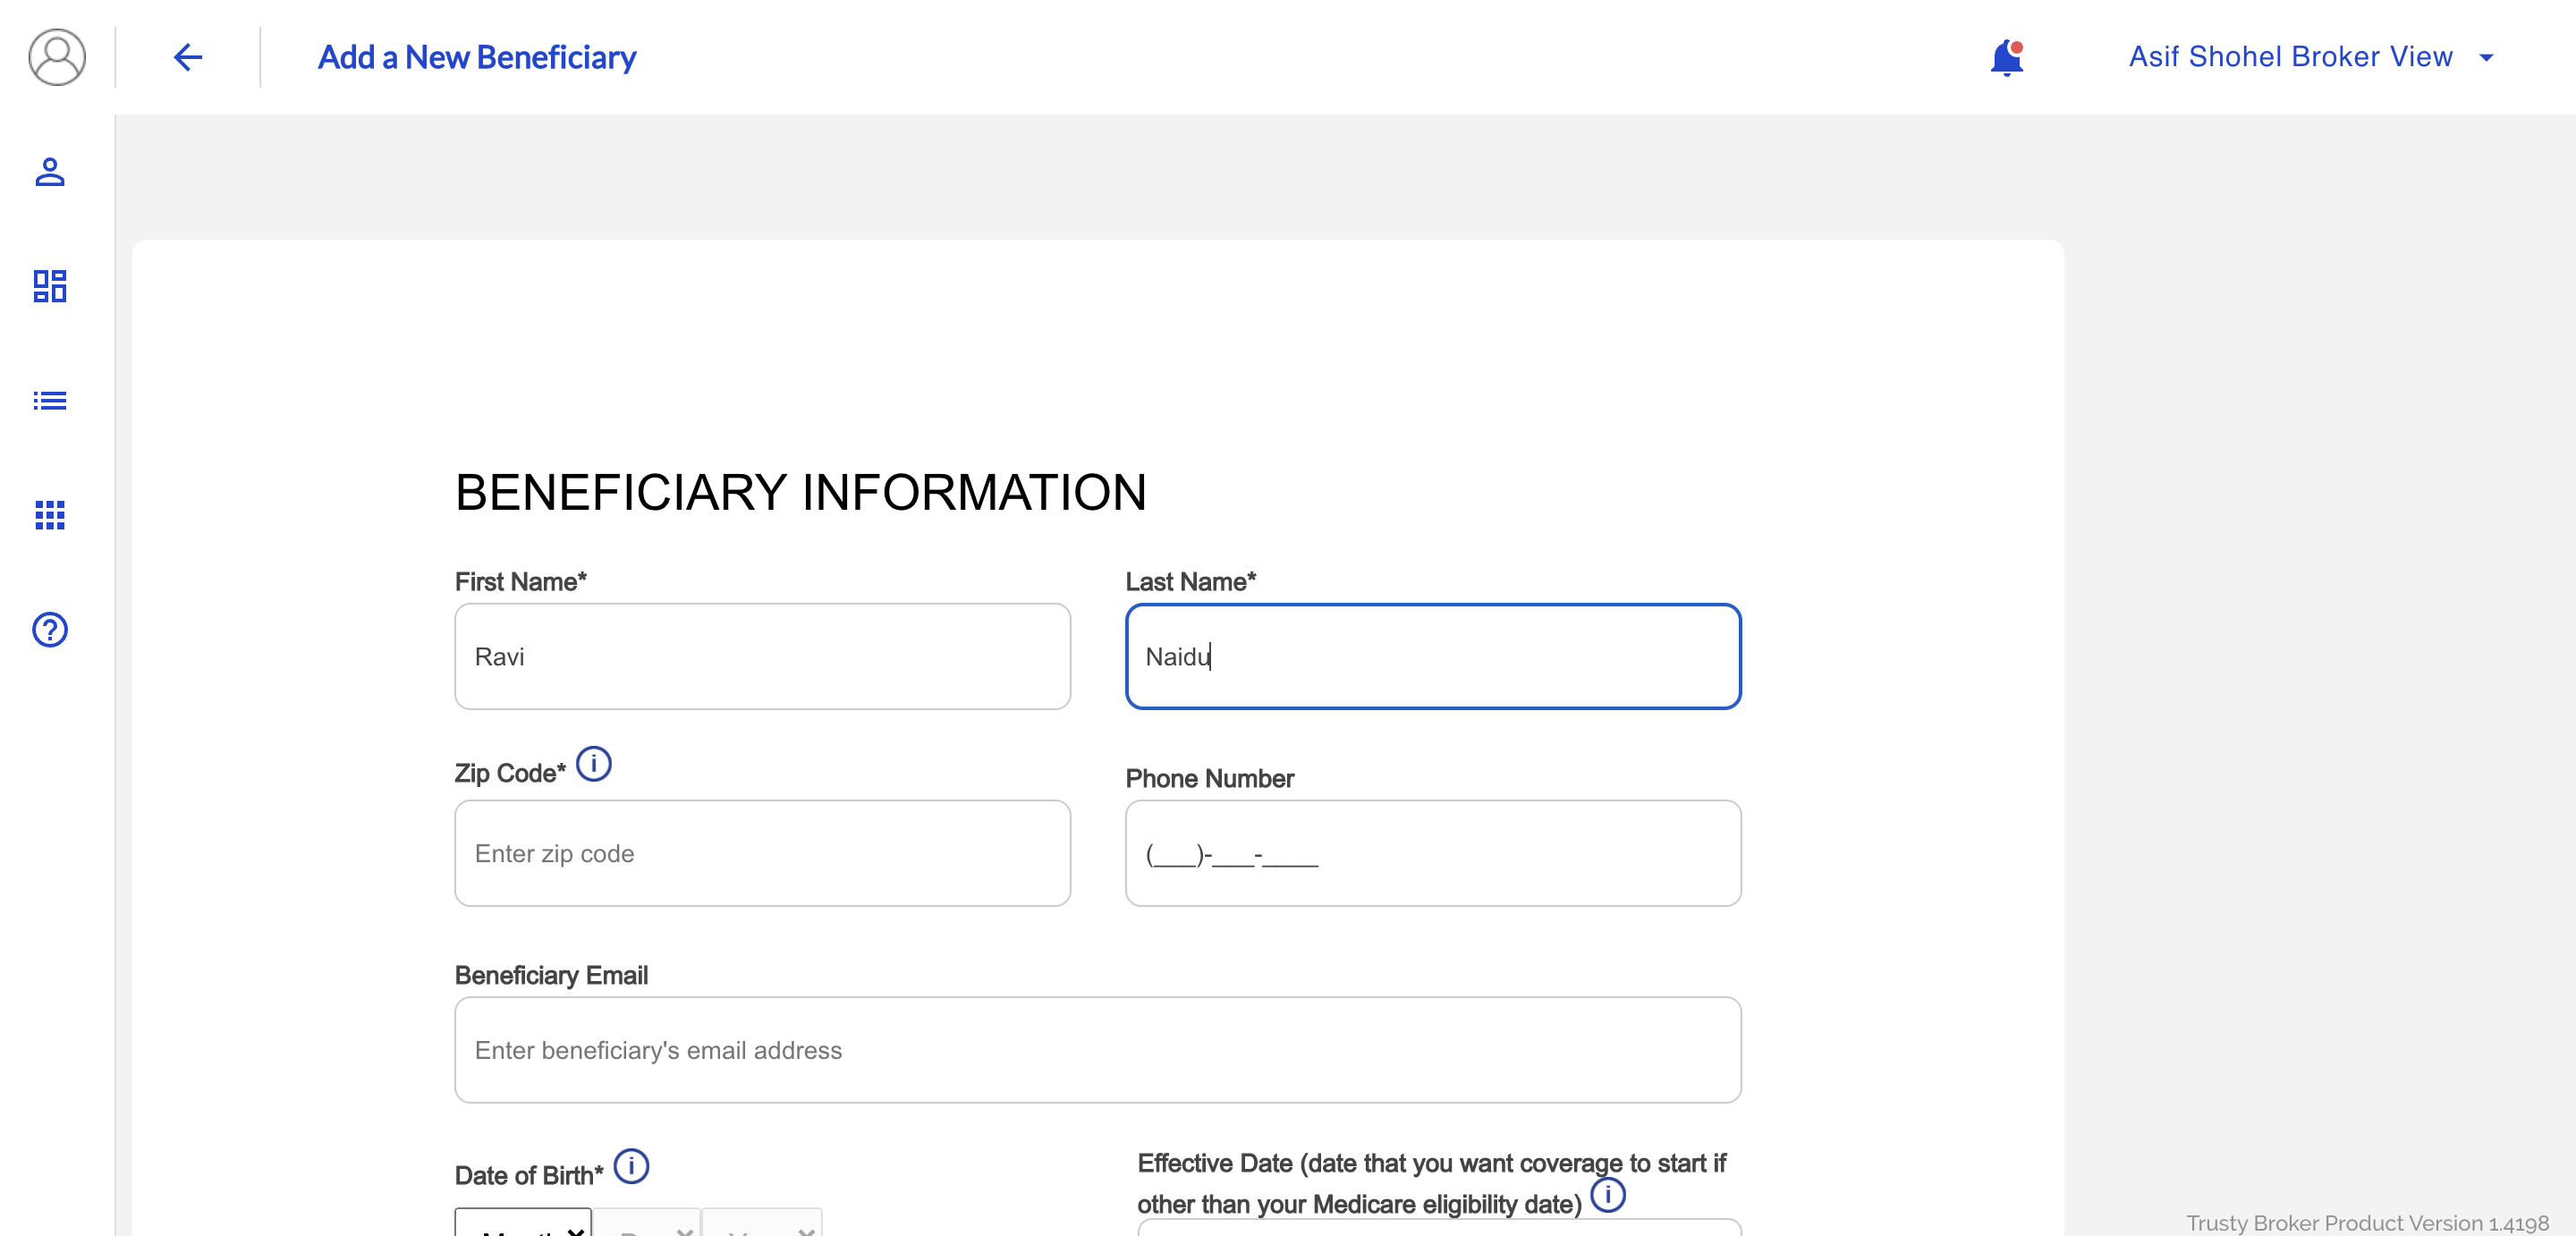 Add a New Beneficiary
Asif Shohel Broker View
BENEFICIARY INFORMATION
First Name*
Last Name*
Ravi
Naidu
Zip Code*
Phone Number
Enter zip code
(___)-___-____
Beneficiary Email
Enter beneficiary's email address
Date of Birth*
Effective Date (date that you want coverage to start if
other than your Medicare eligibility date)
Trusty Broker Product Version 1.4198